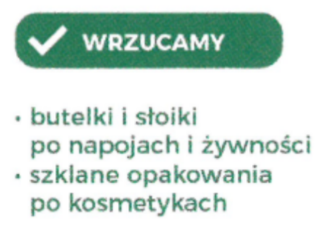 WRZUCAMY
• butelki i słoiki
po napojach i żywności
• szklane opakowania
po kosmetykach